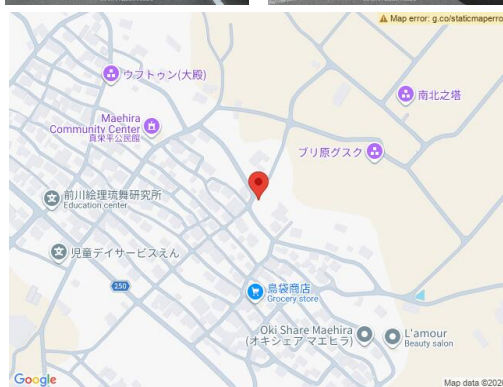 Map error: g.co/staticmaperro
ウフトゥン(大殿)
南北之塔
Maehira
Community Center
真栄平公民館
ブリ原グスク
前川絵理琉舞研究所
Education center
児童デイサービスえん
250
島袋商店
Grocery store
Oki Share Maehira
(オキシェア マエヒラ)
L'amour
Beauty salon
Google
Map data ©202